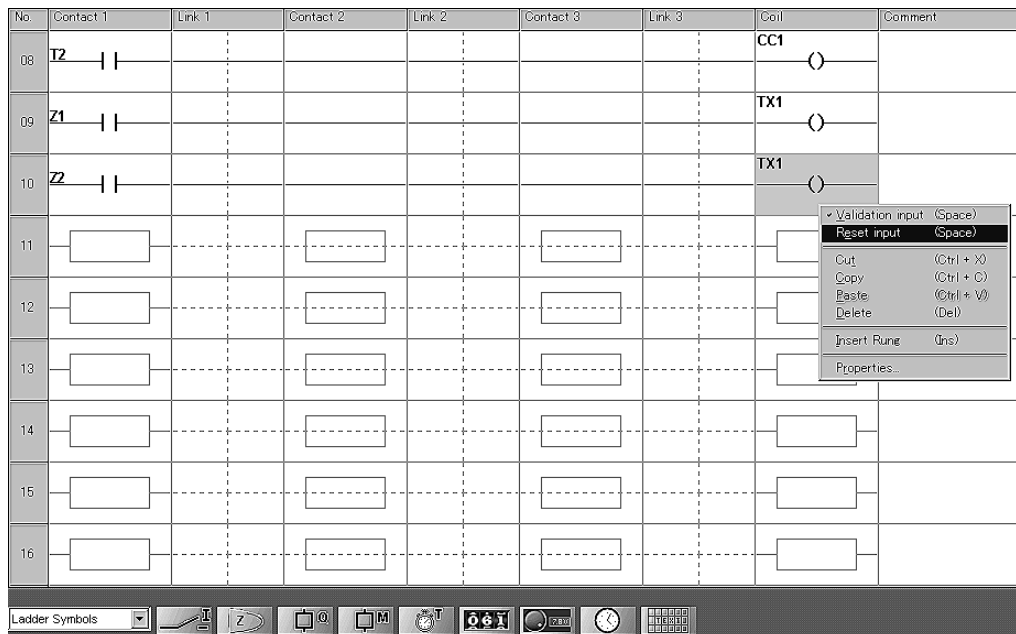 No. Contact 1 Link 1 Contact 2 Link 2 Contact 3 Link 3 Coil Comment
08 T2 CC1
09 Z1 TX1
10 Z2 TX1
✓ Validation input (Space)
Reset input (Space)
Cut (Ctrl + X)
Copy (Ctrl + C)
Paste (Ctrl + V)
Delete (Del)
Insert Rung (Ins)
Properties...
11
12
13
14
15
16
Ladder Symbols I Z Q M T 061 TEXT